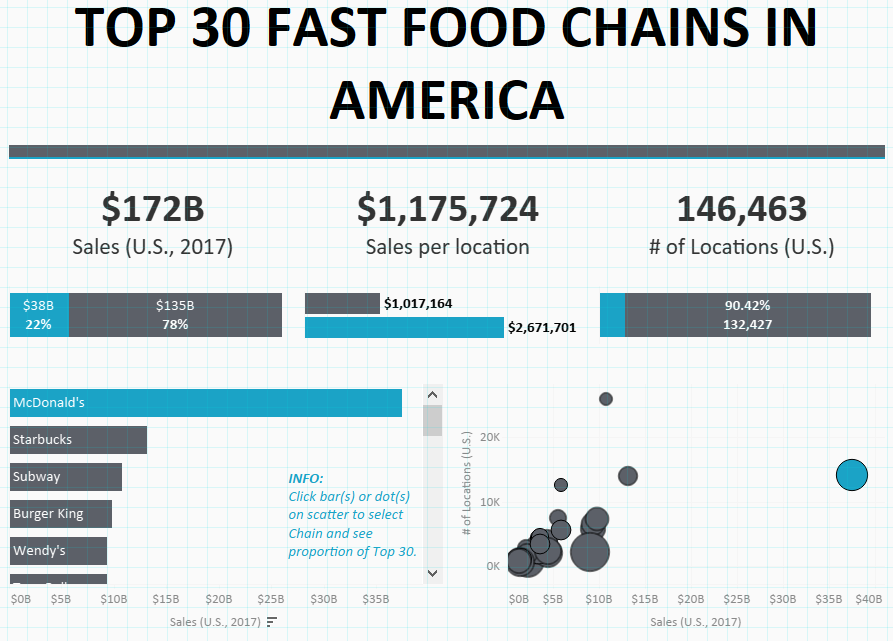 TOP 30 FAST FOOD CHAINS IN
AMERICA
$172B
Sales (U.S., 2017)
$1,175,724
Sales per location
146,463
# of Locations (U.S.)
$38B
22%
$135B
78%
$1,017,164
$2,671,701
90.42%
132,427
McDonald's
Starbucks
Subway
Burger King
Wendy's
INFO:
Click bar(s) or dot(s)
on scatter to select
Chain and see
proportion of Top 30.
$0B $5B $10B $15B $20B $25B $30B $35B
Sales (U.S., 2017)
# of Locations (U.S.)
20K
10K
0K
$0B $5B $10B $15B $20B $25B $30B $35B $40B
Sales (U.S., 2017)